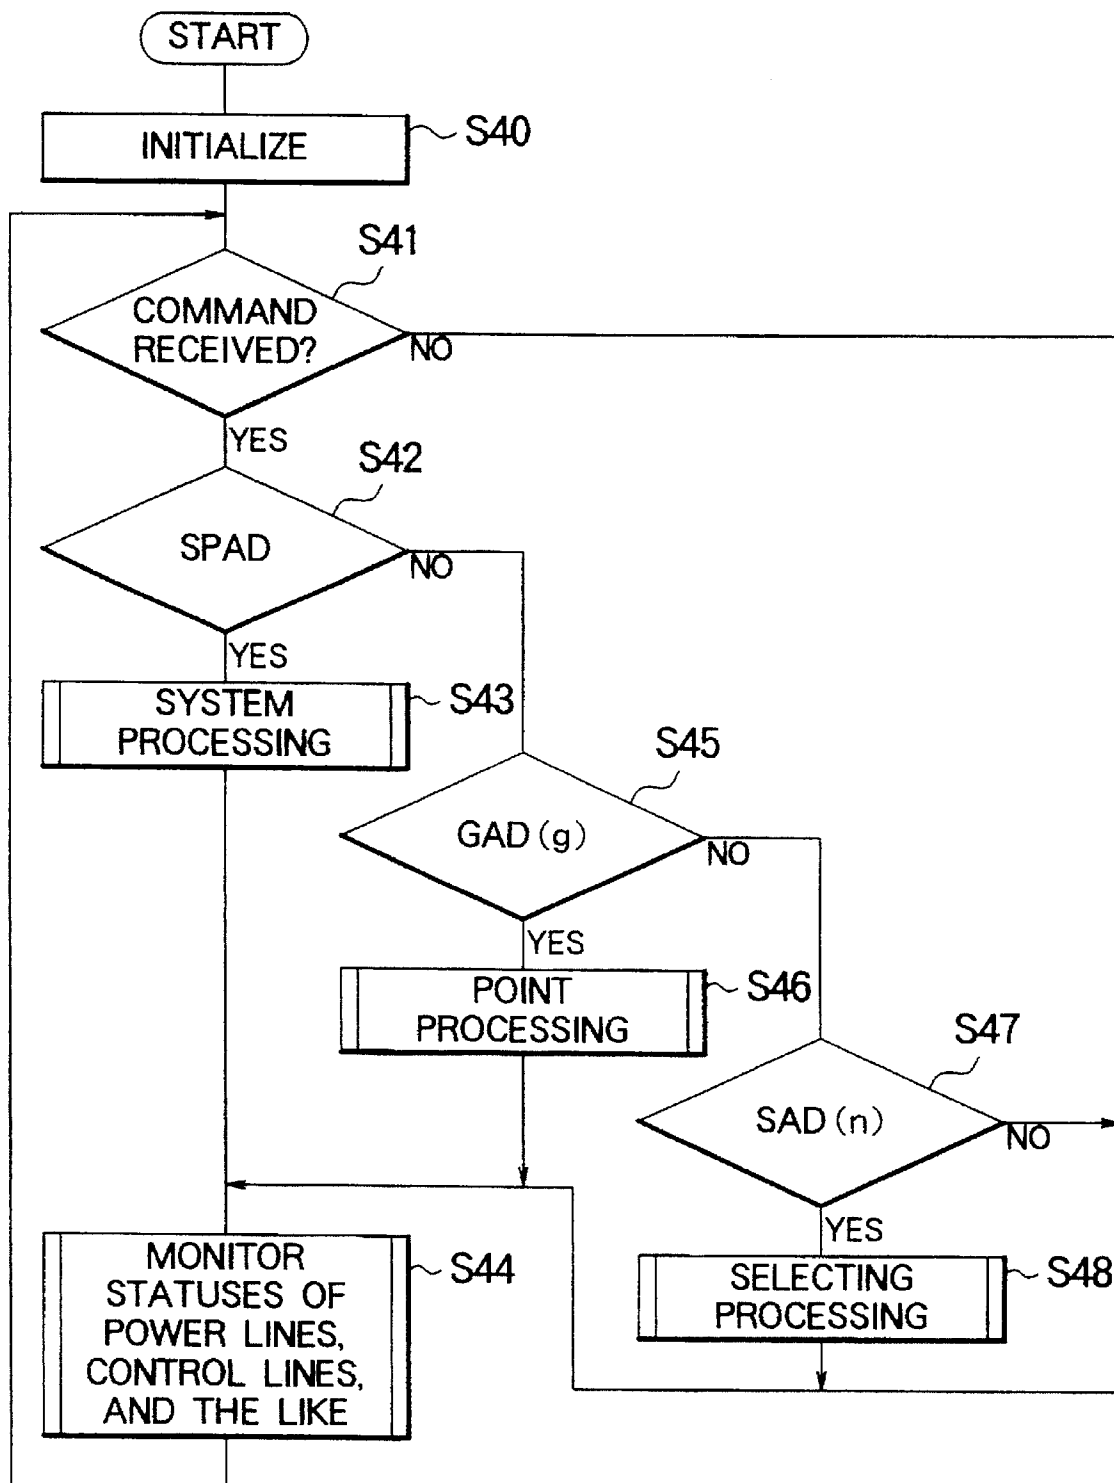 START
INITIALIZE
S40
S41
COMMAND
RECEIVED?
NO
YES
S42
SPAD
NO
YES
SYSTEM
PROCESSING
S43
S45
GAD (g)
NO
YES
POINT
PROCESSING
S46
S47
SAD (n)
NO
YES
MONITOR
STATUSES OF
POWER LINES,
CONTROL LINES,
AND THE LIKE
S44
SELECTING
PROCESSING
S48